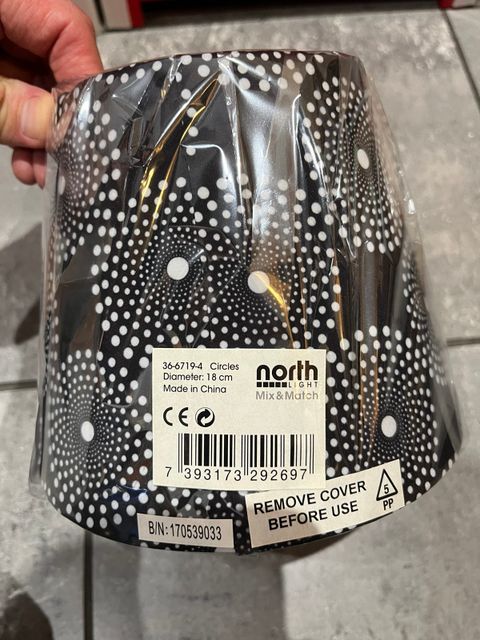 36-6719-4 Circles
Diameter: 18 cm
Made in China
north
LIGHT
Mix&Match
CE
7 393173 292697
REMOVE COVER
BEFORE USE
5
PP
B/N: 170539033